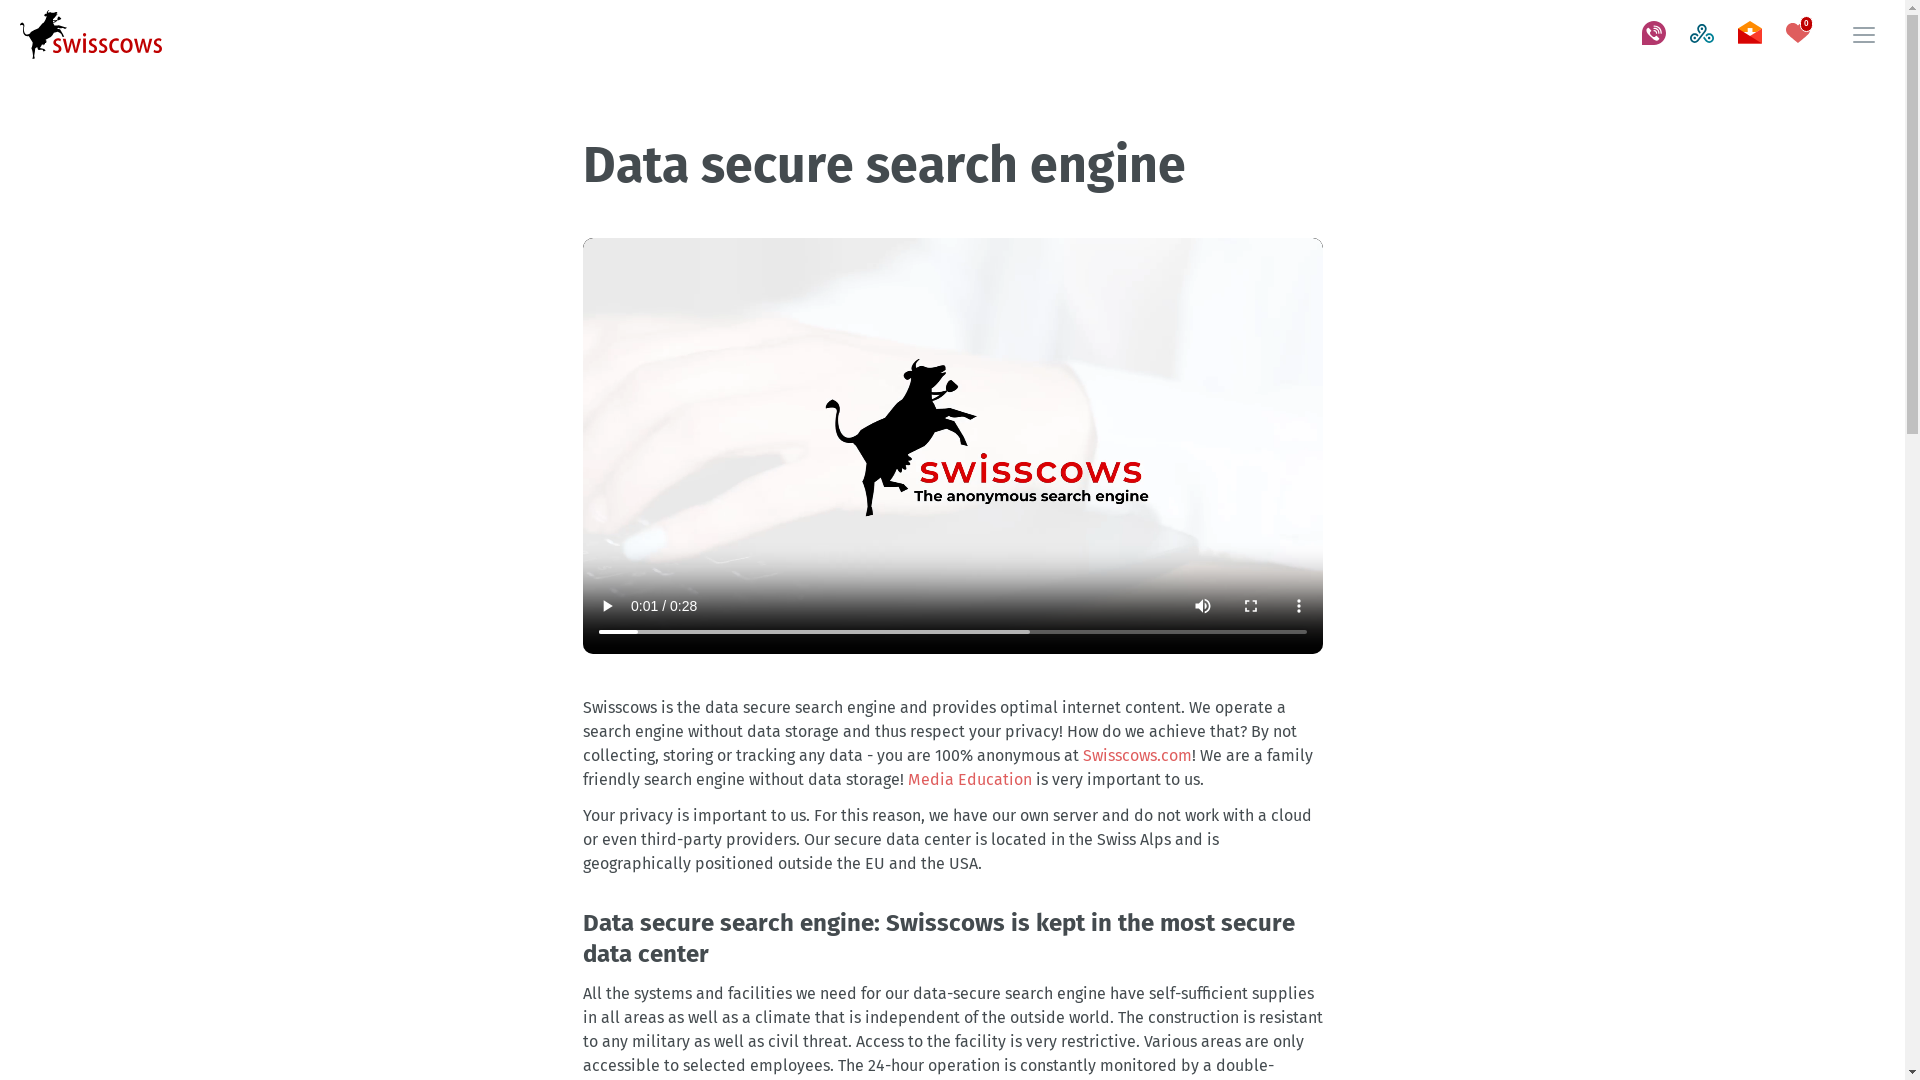 swisscows
0
Data secure search engine
swisscows
The anonymous search engine
0:01 / 0:28
Swisscows is the data secure search engine and provides optimal internet content. We operate a
search engine without data storage and thus respect your privacy! How do we achieve that? By not
collecting, storing or tracking any data - you are 100% anonymous at Swisscows.com! We are a family
friendly search engine without data storage! Media Education is very important to us.
Your privacy is important to us. For this reason, we have our own server and do not work with a cloud
or even third-party providers. Our secure data center is located in the Swiss Alps and is
geographically positioned outside the EU and the USA.
Data secure search engine: Swisscows is kept in the most secure
data center
All the systems and facilities we need for our data-secure search engine have self-sufficient supplies
in all areas as well as a climate that is independent of the outside world. The construction is resistant
to any military as well as civil threat. Access to the facility is very restrictive. Various areas are only
accessible to selected employees. The 24-hour operation is constantly monitored by a double-